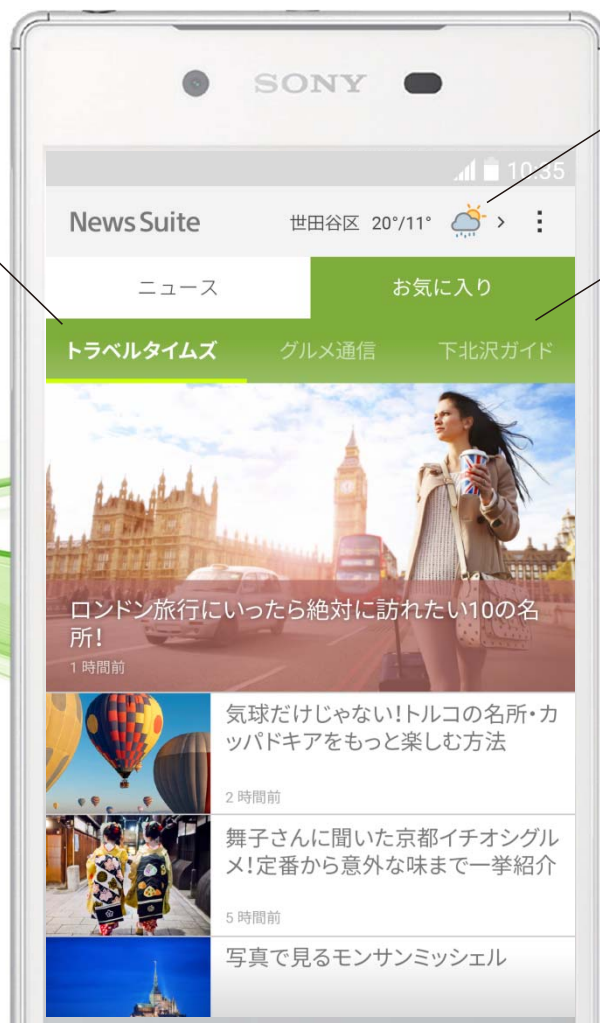 SONY
10:35
News Suite
世田谷区 20°/11°
ニュース
お気に入り
トラベルタイムズ
グルメ通信
下北沢ガイド
ロンドン旅行にいったら絶対に訪れたい10の名
所!
1 時間前
気球だけじゃない!トルコの名所・カ
ッパドキアをもっと楽しむ方法
2 時間前
舞子さんに聞いた京都イチオシグル
メ!定番から意外な味まで一挙紹介
5 時間前
写真で見るモンサンミッシェル